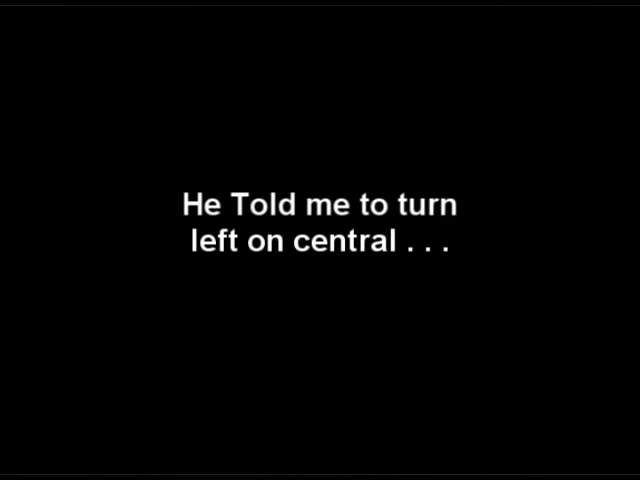 He Told me to turn
left on central . . .